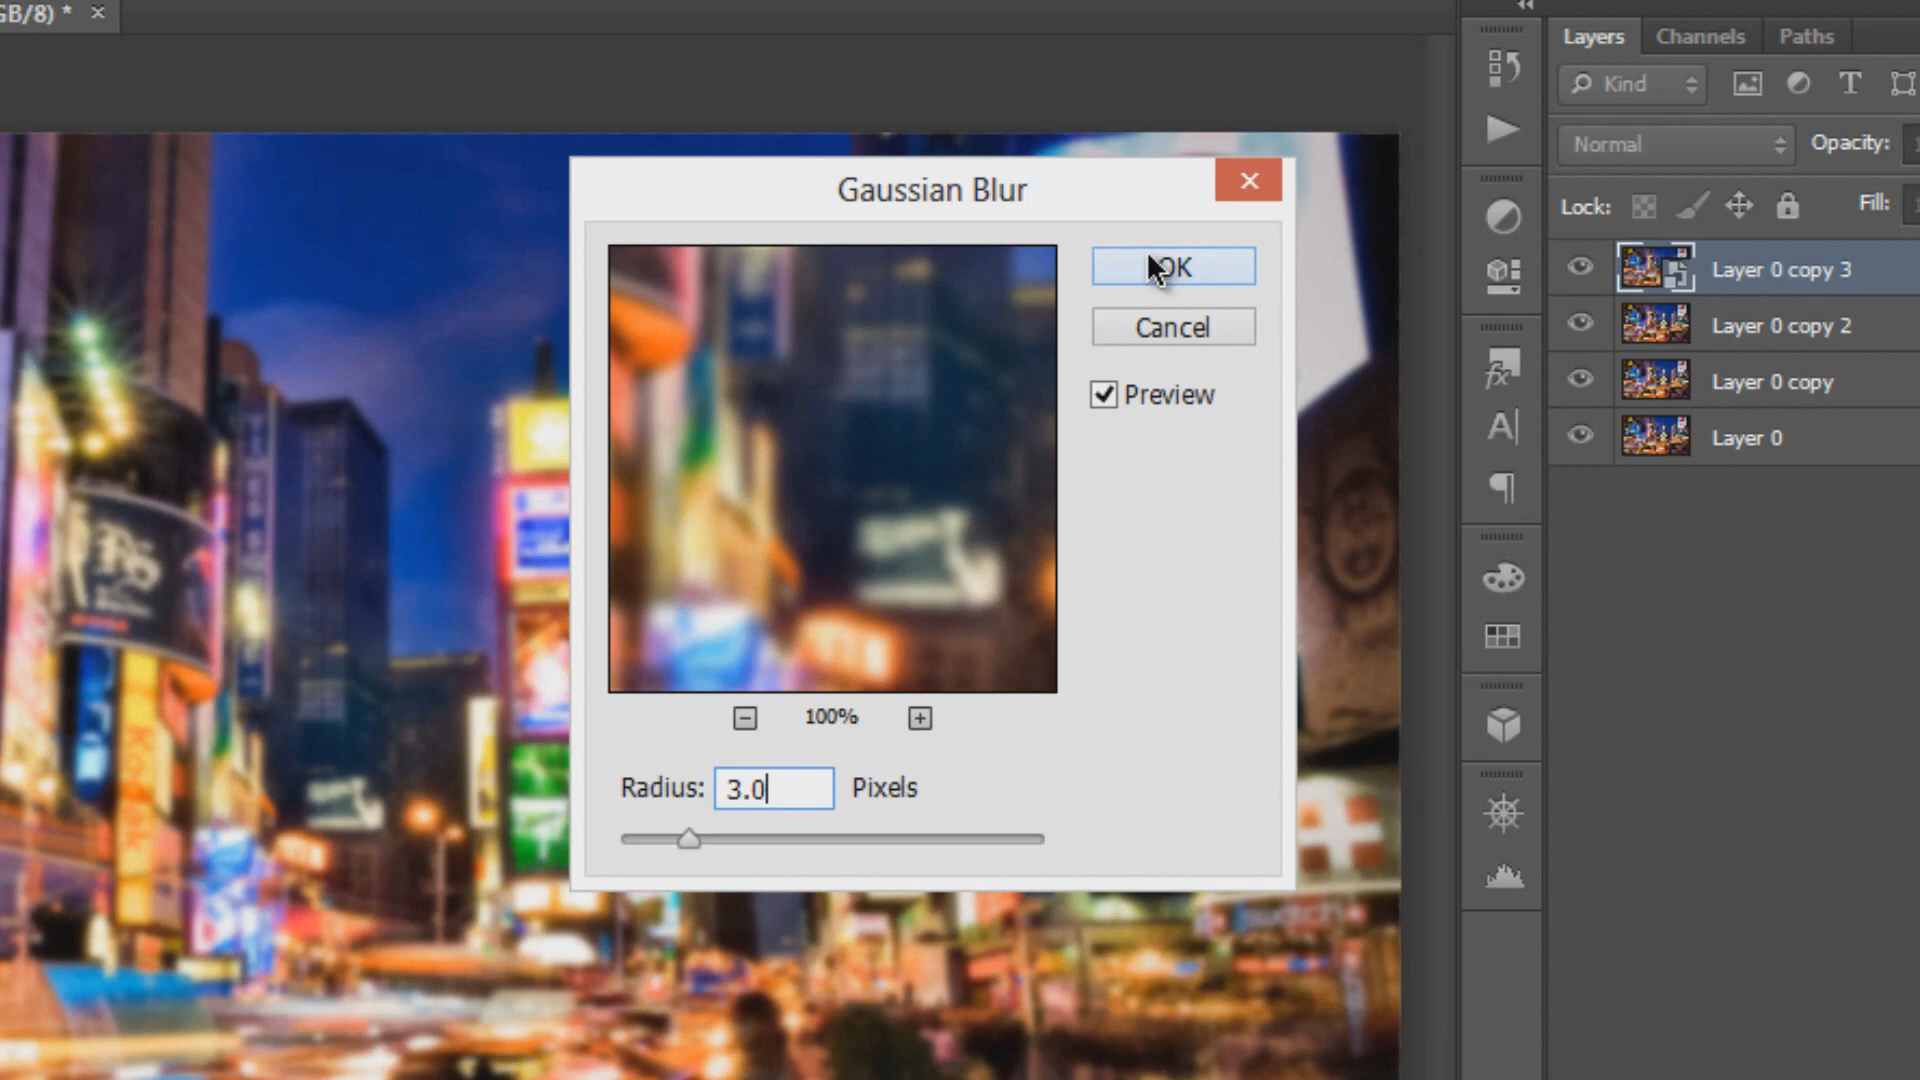 GB/8) *
Layers Channels Paths
Kind
Normal Opacity:
Lock: Fill:
Layer 0 copy 3
Layer 0 copy 2
Layer 0 copy
Layer 0
Gaussian Blur
OK
Cancel
Preview
100%
Radius: 3.0 Pixels
Kodak